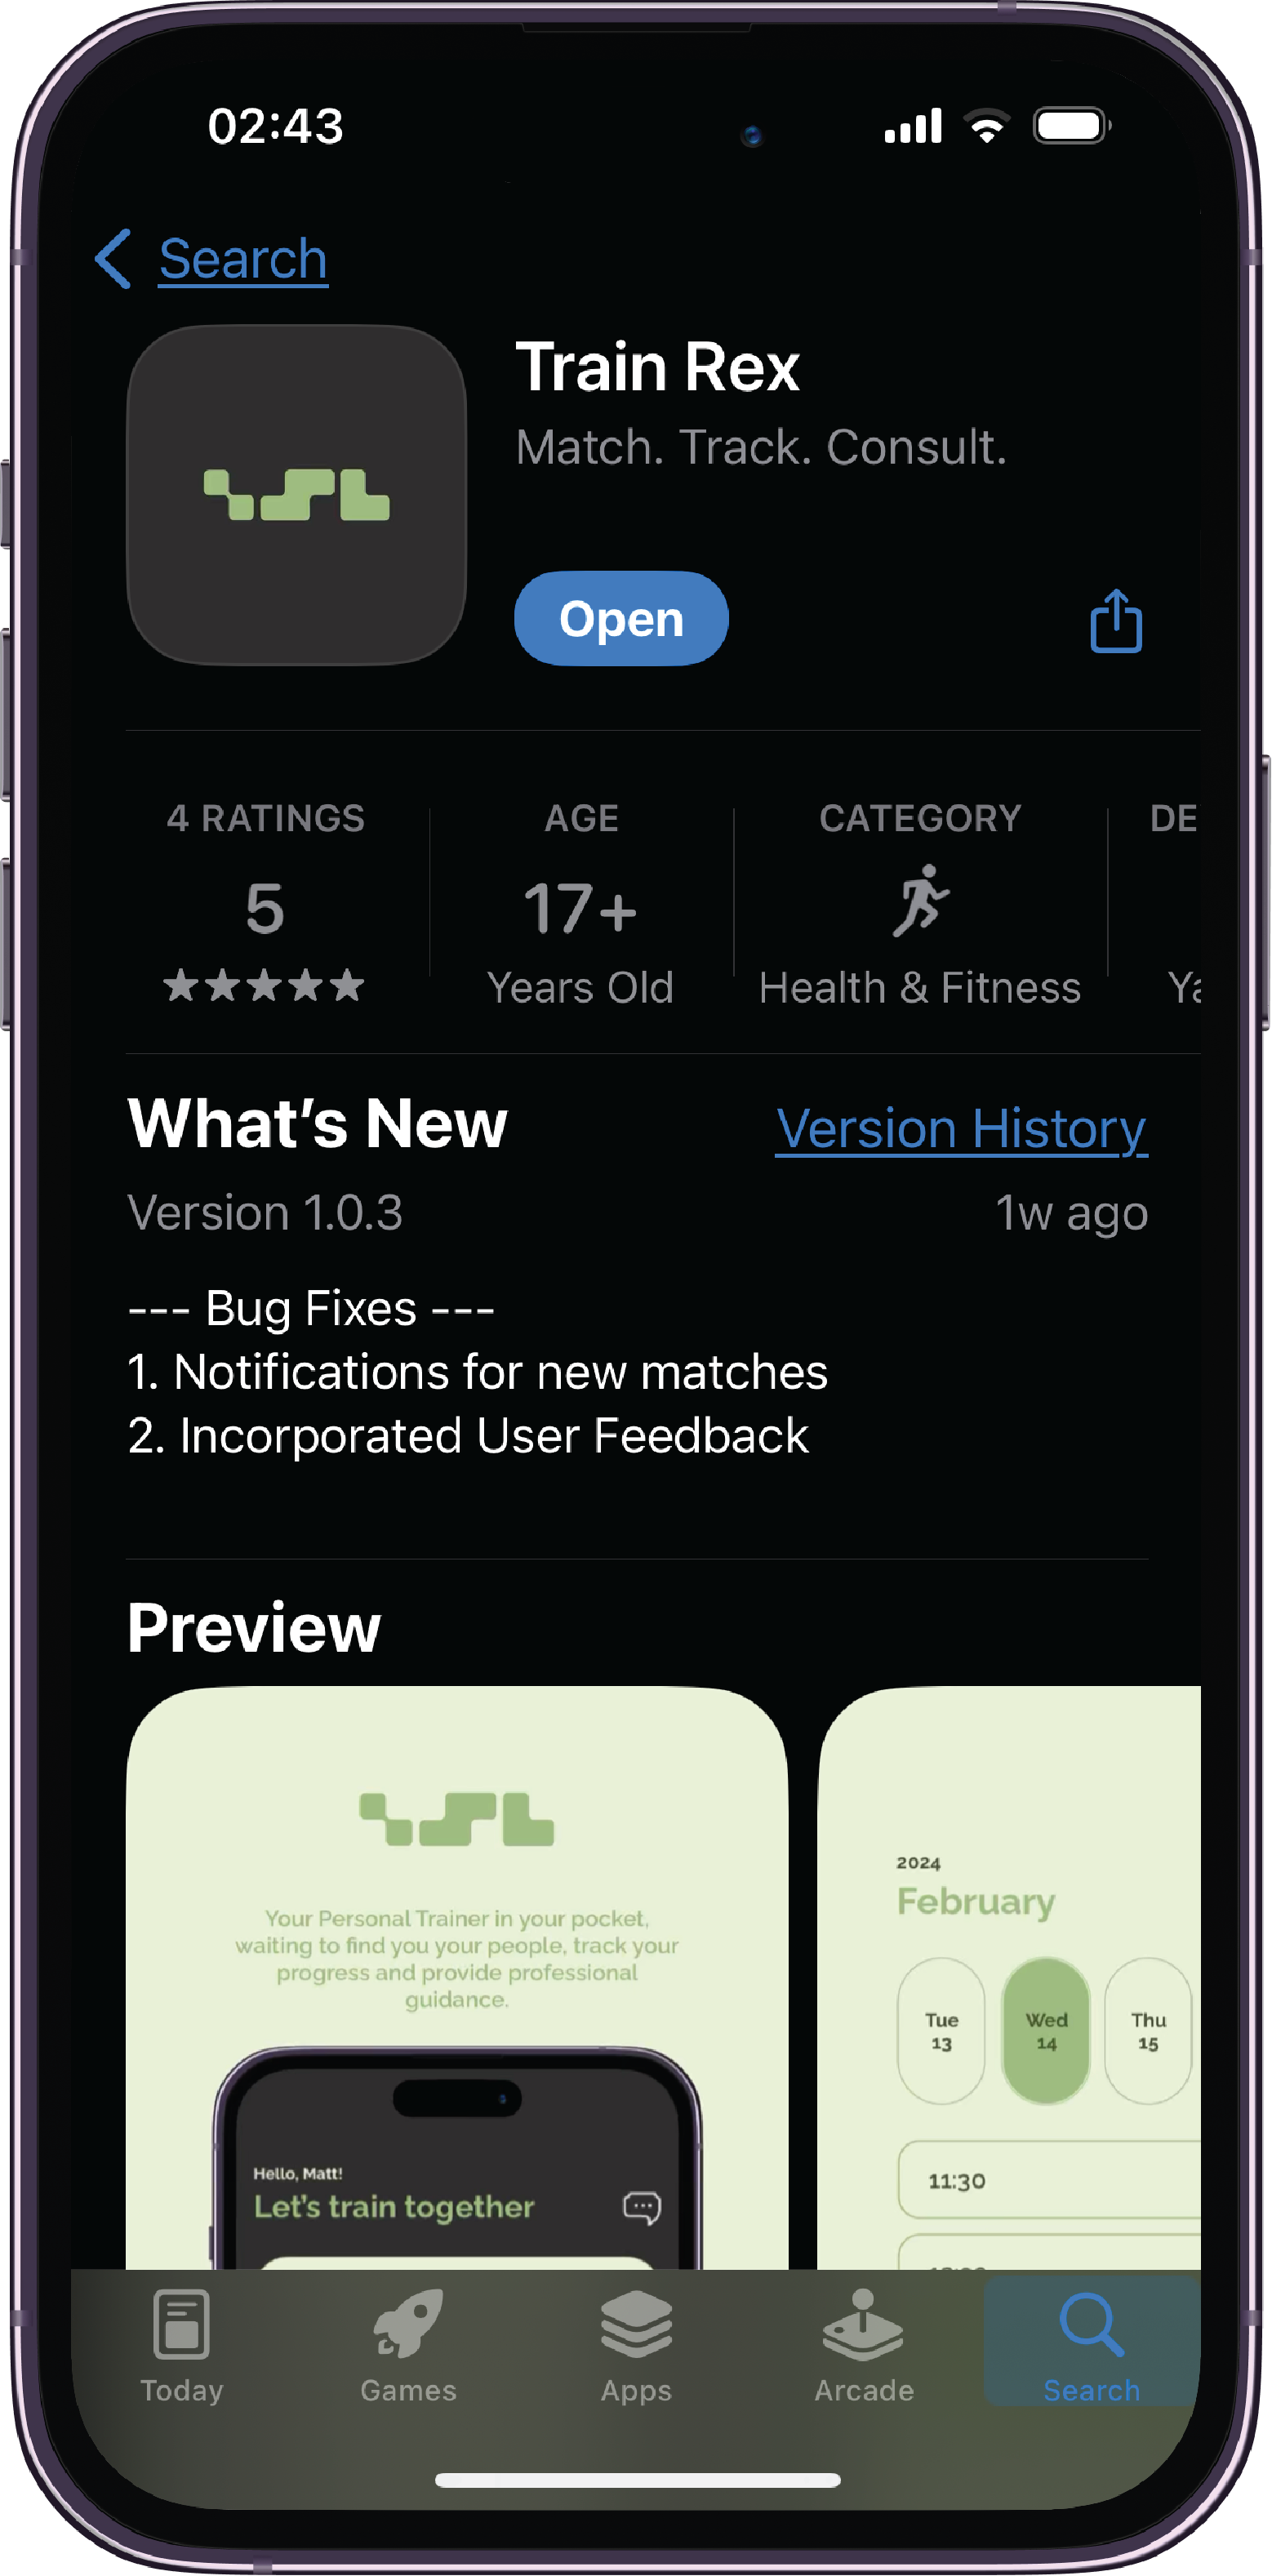 02:43
Search
Train Rex
Match. Track. Consult.
Open
4 RATINGS
5
AGE
17+
Years Old
CATEGORY
Health & Fitness
DE
Ya
What's New
Version History
Version 1.0.3
1w ago
--- Bug Fixes ---
1. Notifications for new matches
2. Incorporated User Feedback
Preview
Your Personal Trainer in your pocket,
waiting to find you your people, track your
progress and provide professional
guidance.
Hello, Matt!
Let's train together
2024
February
Tue
13
Wed
14
Thu
15
11:30
Today
Games
Apps
Arcade
Search